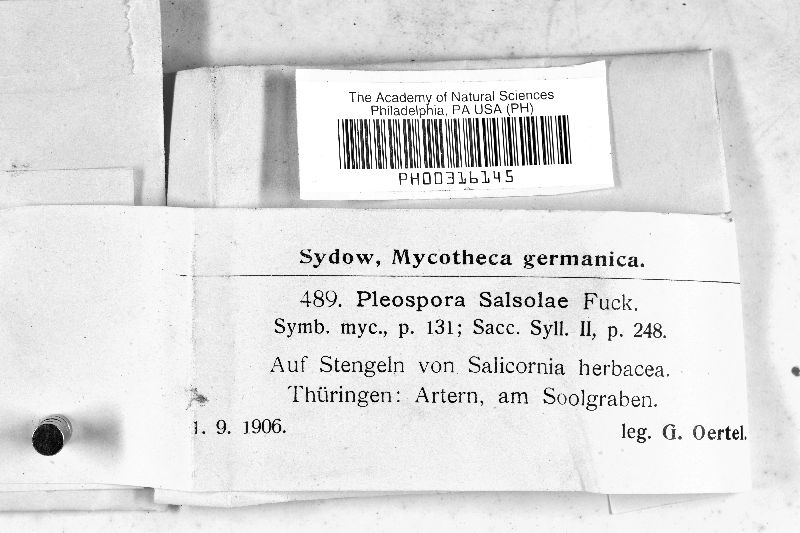 The Academy of Natural Sciences
Philadelphia, PA USA (PH)
PH00316145
Sydow, Mycotheca germanica.
489. Pleospora Salsolae Fuck.
Symb. myc., p. 131; Sacc. Syll. II, p. 248.
Auf Stengeln von Salicornia herbacea.
Thüringen: Artern, am Soolgraben.
1. 9. 1906. leg. G. Oertel.